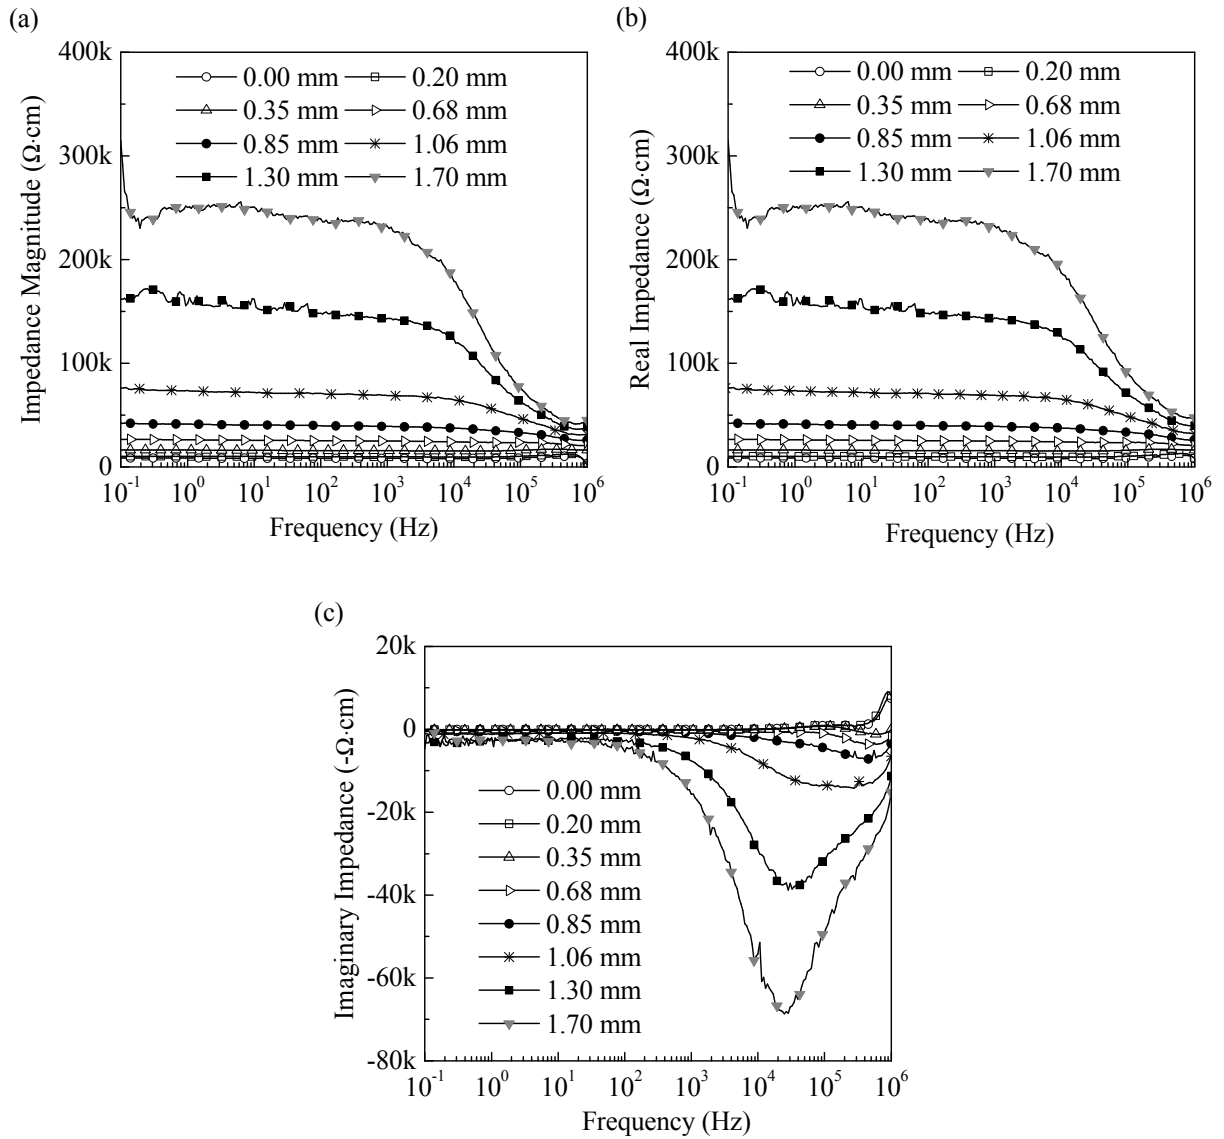 (a)
400k
300k
200k
100k
0
Impedance Magnitude (Ω·cm)
0.00 mm 0.20 mm
0.35 mm 0.68 mm
0.85 mm 1.06 mm
1.30 mm 1.70 mm
10⁻¹ 10⁰ 10¹ 10² 10³ 10⁴ 10⁵ 10⁶
Frequency (Hz)
(b)
400k
300k
200k
100k
0
Real Impedance (Ω·cm)
0.00 mm 0.20 mm
0.35 mm 0.68 mm
0.85 mm 1.06 mm
1.30 mm 1.70 mm
10⁻¹ 10⁰ 10¹ 10² 10³ 10⁴ 10⁵ 10⁶
Frequency (Hz)
(c)
20k
0
-20k
-40k
-60k
-80k
Imaginary Impedance (-Ω·cm)
0.00 mm
0.20 mm
0.35 mm
0.68 mm
0.85 mm
1.06 mm
1.30 mm
1.70 mm
10⁻¹ 10⁰ 10¹ 10² 10³ 10⁴ 10⁵ 10⁶
Frequency (Hz)